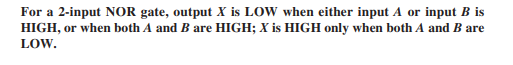 For a 2-input NOR gate, output X is LOW when either input A or input B is
HIGH, or when both A and B are HIGH; X is HIGH only when both A and B are
LOW.